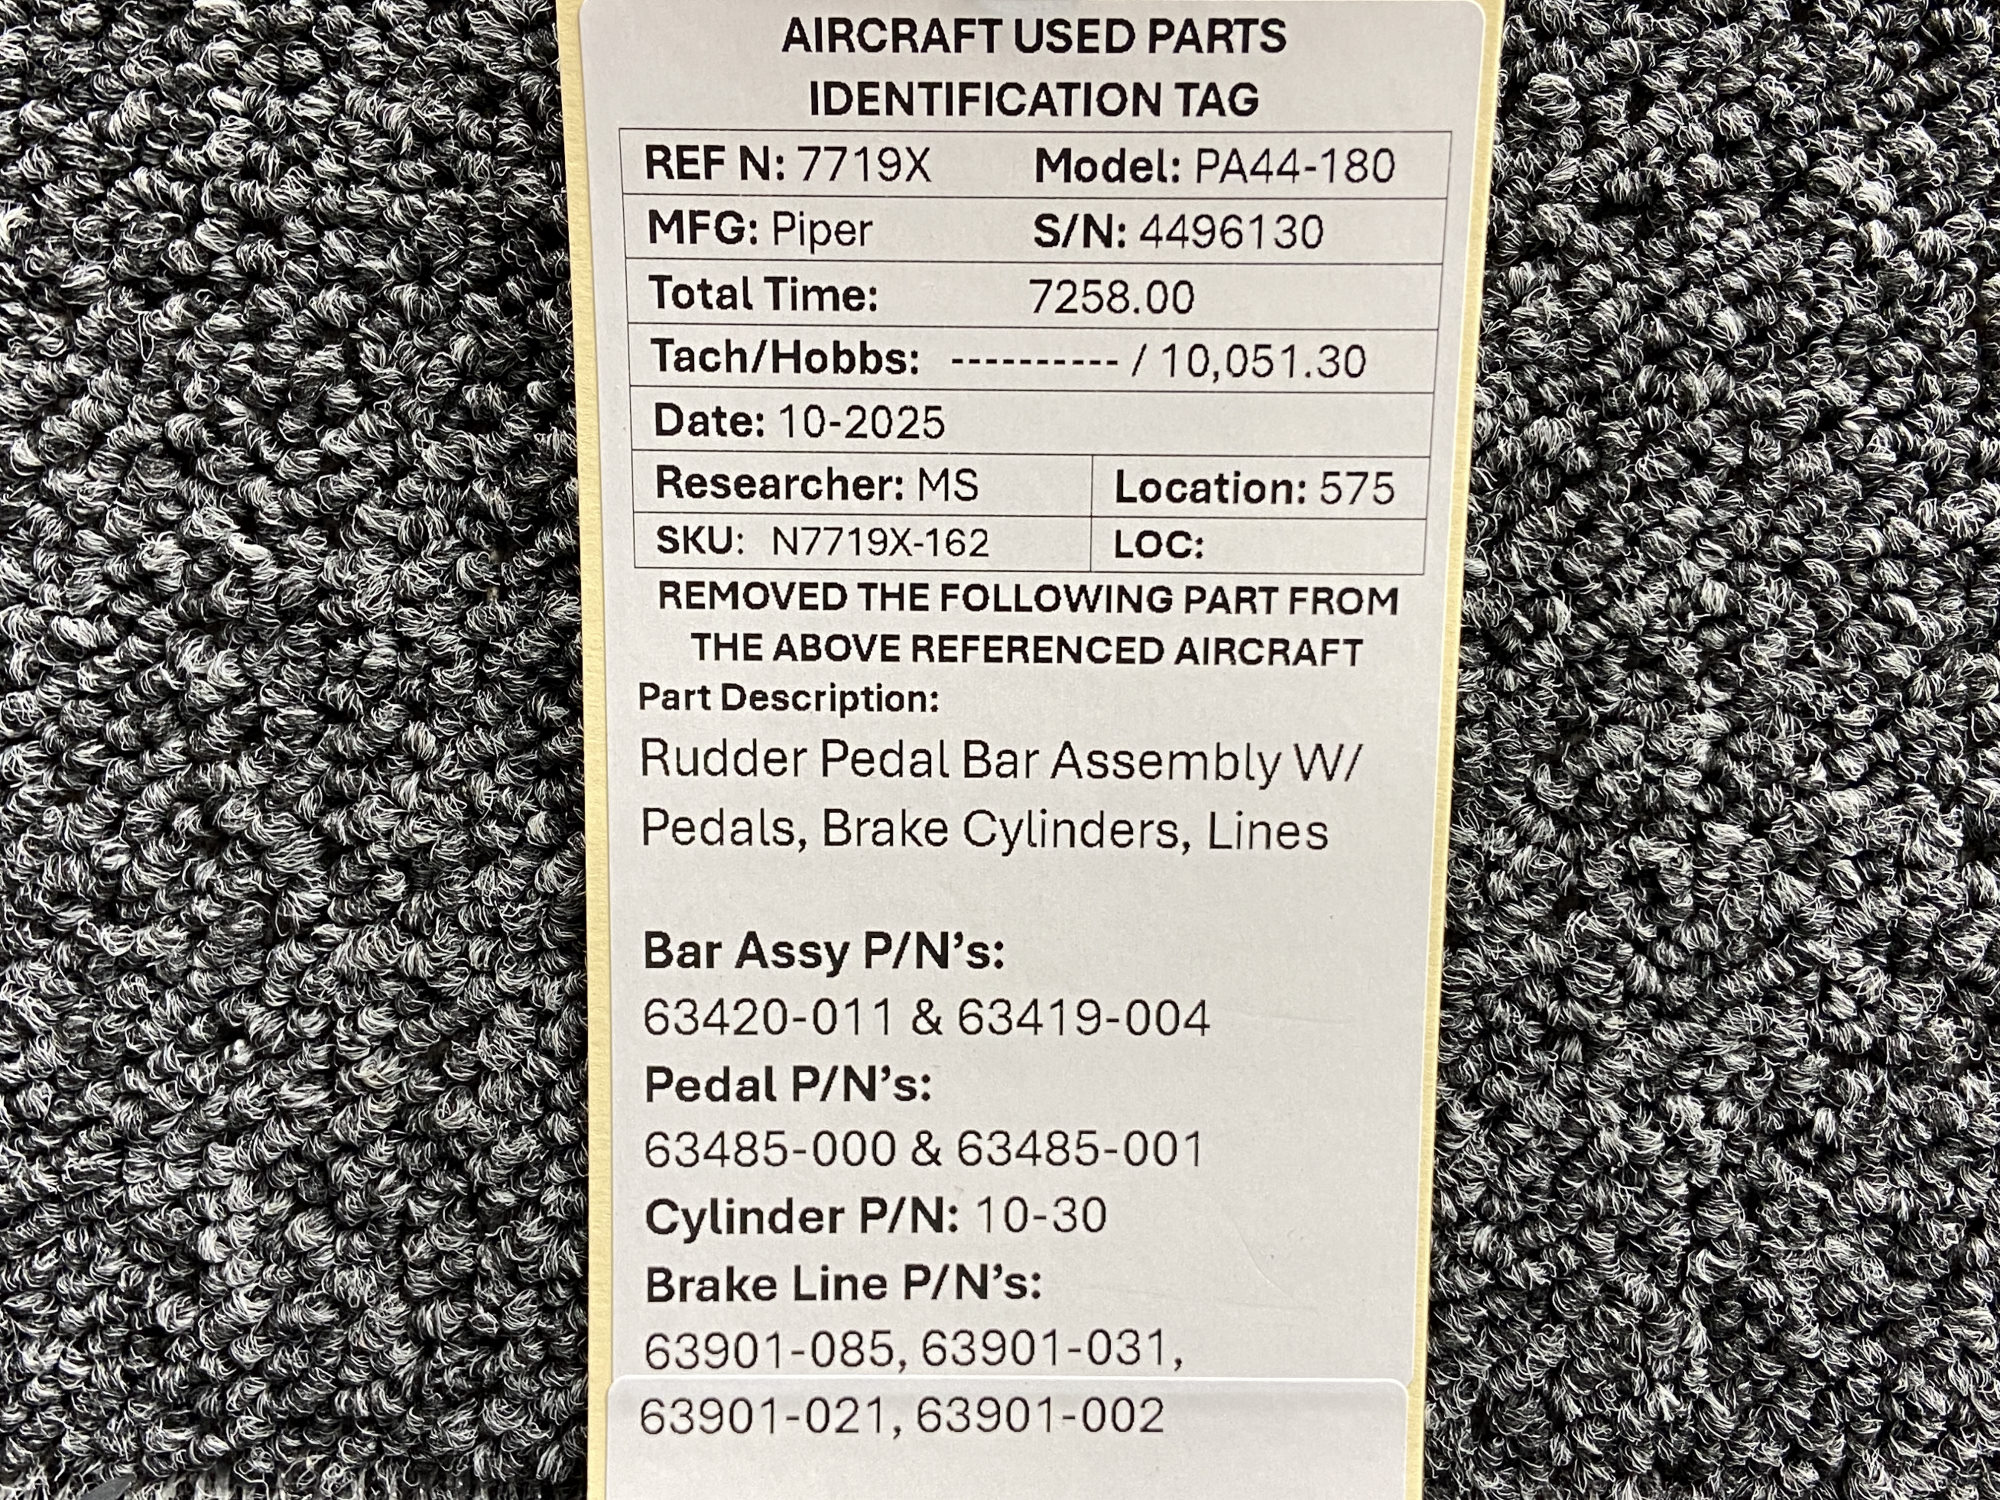 AIRCRAFT USED PARTS
IDENTIFICATION TAG
REF N: 7719X Model: PA44-180
MFG: Piper S/N: 4496130
Total Time: 7258.00
Tach/Hobbs: ---------- / 10,051.30
Date: 10-2025
Researcher: MS Location: 575
SKU: N7719X-162 LOC:
REMOVED THE FOLLOWING PART FROM
THE ABOVE REFERENCED AIRCRAFT
Part Description:
Rudder Pedal Bar Assembly W/
Pedals, Brake Cylinders, Lines
Bar Assy P/N's:
63420-011 & 63419-004
Pedal P/N's:
63485-000 & 63485-001
Cylinder P/N: 10-30
Brake Line P/N's:
63901-085, 63901-031,
63901-021, 63901-002